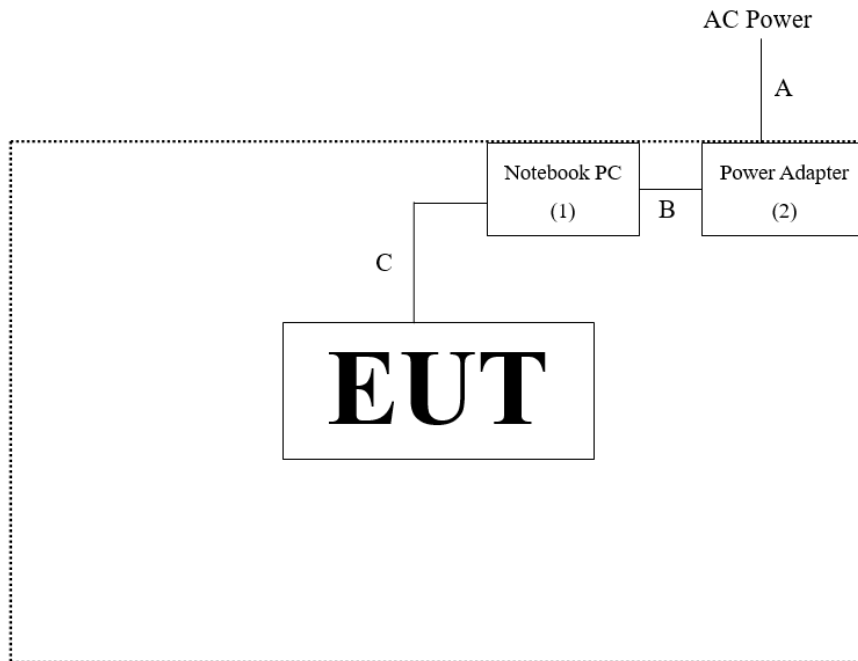 AC Power
A
Notebook PC
(1)
B
Power Adapter
(2)
C
EUT